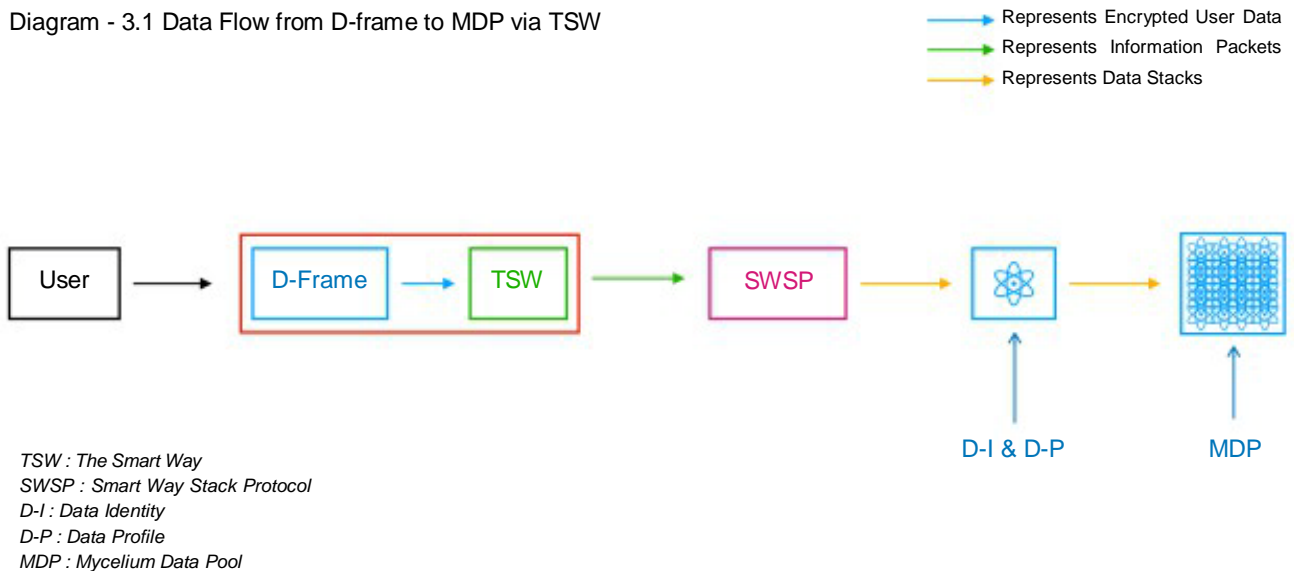 Diagram - 3.1 Data Flow from D-frame to MDP via TSW
Represents Encrypted User Data
Represents Information Packets
Represents Data Stacks
User
D-Frame
TSW
SWSP
D-I & D-P
MDP
TSW : The Smart Way
SWSP : Smart Way Stack Protocol
D-I : Data Identity
D-P : Data Profile
MDP : Mycelium Data Pool